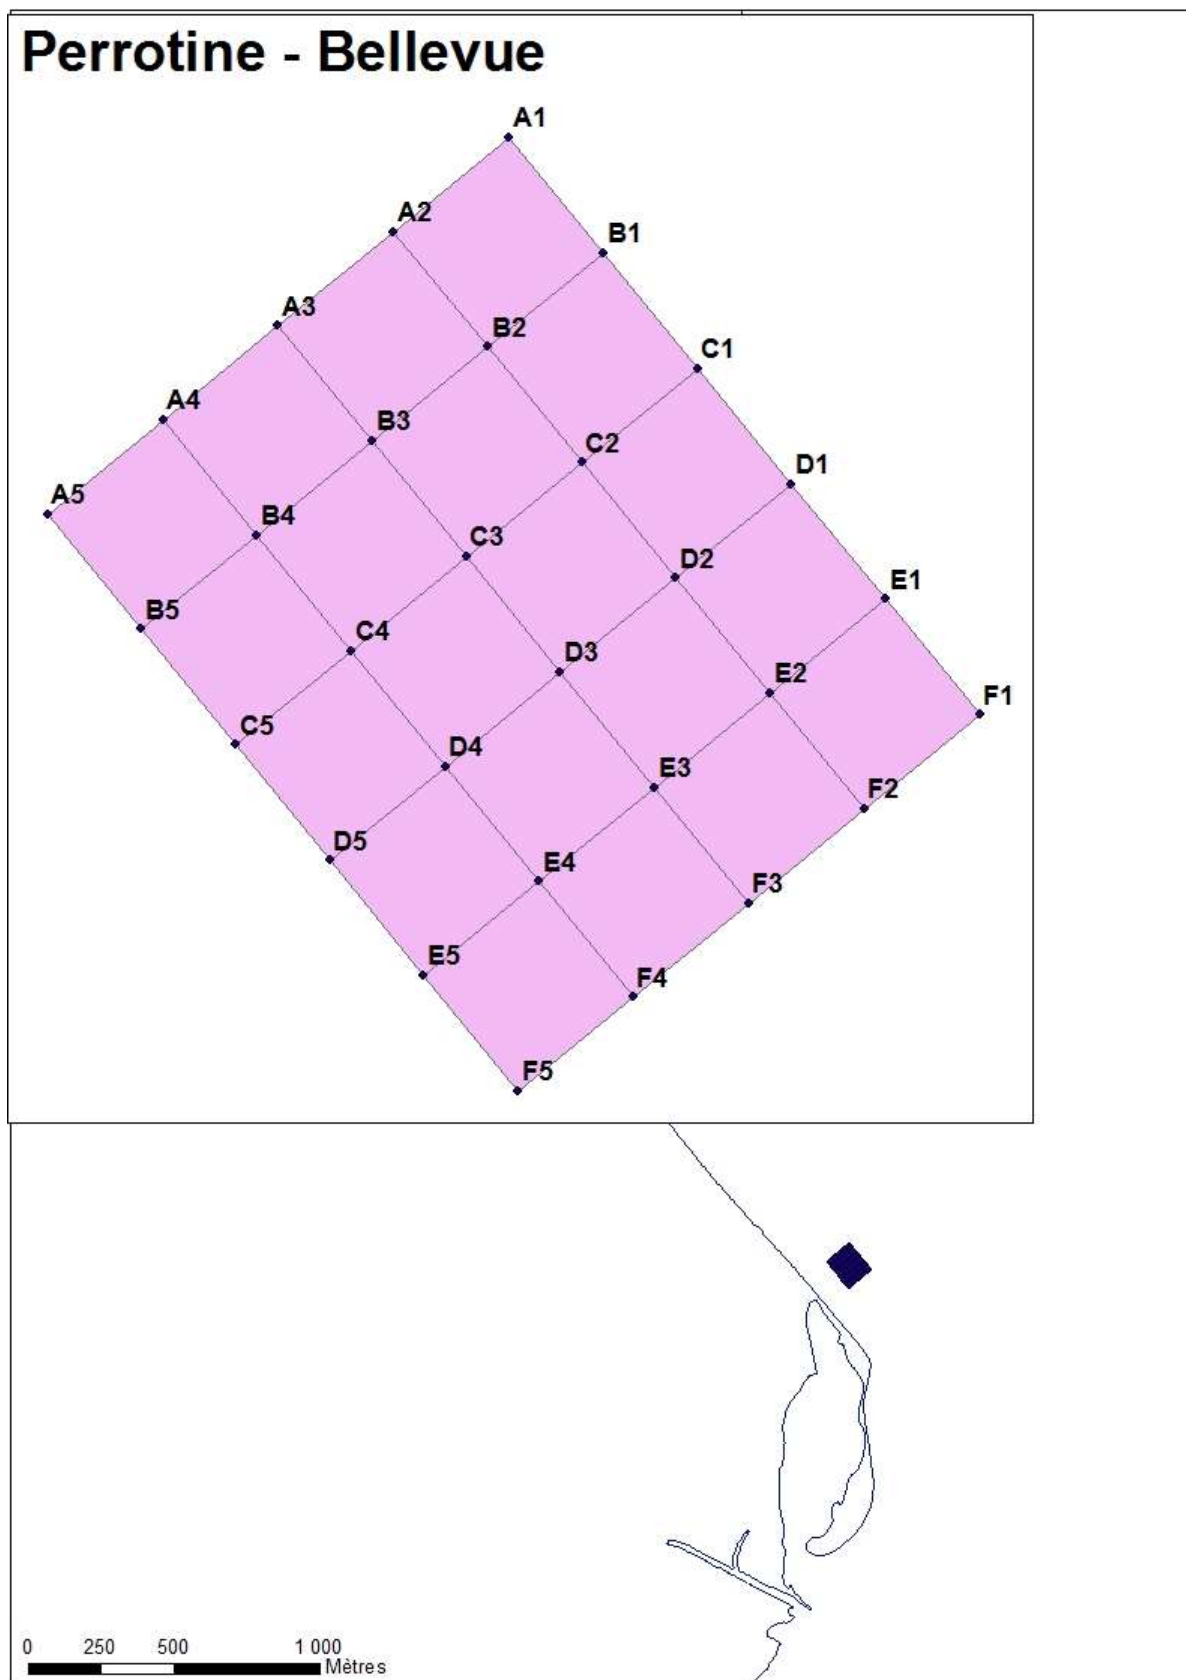 Perrotine - Bellevue
A1
A2
B1
A3
B2
C1
A4
B3
C2
D1
A5
B4
C3
D2
E1
B5
C4
D3
E2
F1
C5
D4
E3
F2
D5
E4
F3
E5
F4
F5
0 250 500 1 000
Mètres